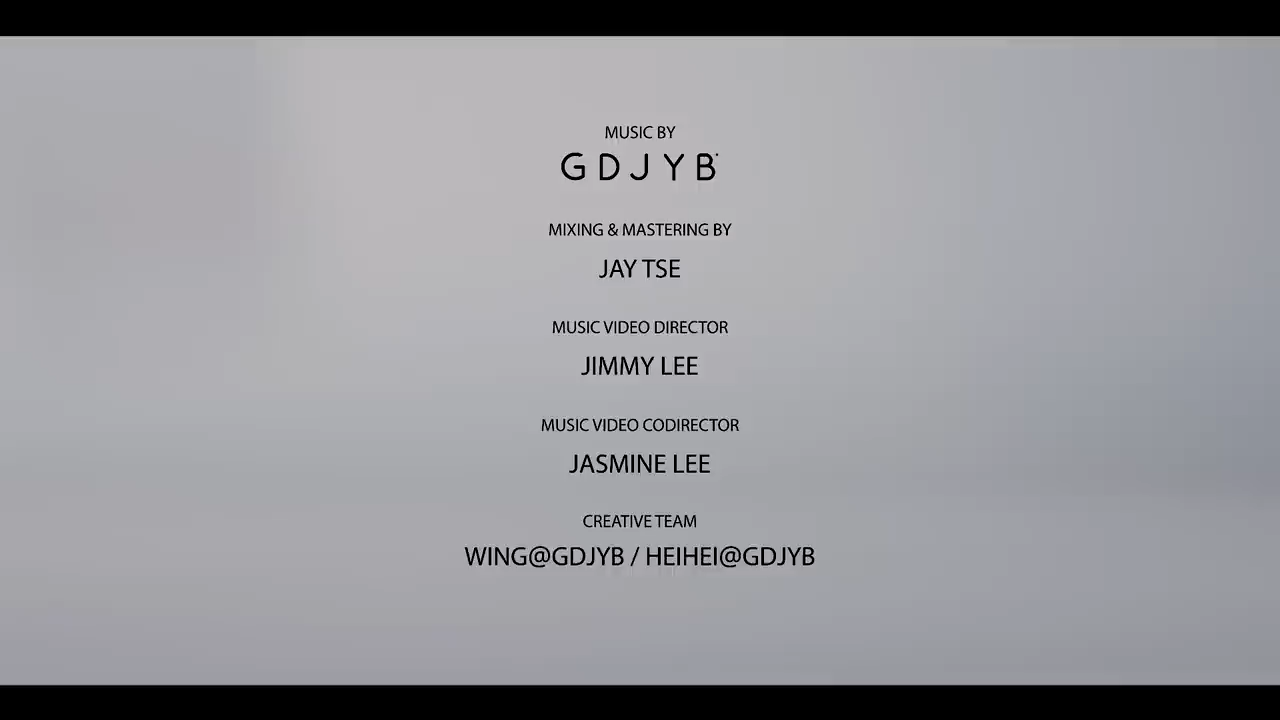 MUSIC BY
GDJYB
MIXING & MASTERING BY
JAY TSE
MUSIC VIDEO DIRECTOR
JIMMY LEE
MUSIC VIDEO CODIRECTOR
JASMINE LEE
CREATIVE TEAM
WING@GDJYB / HEIHEI@GDJYB